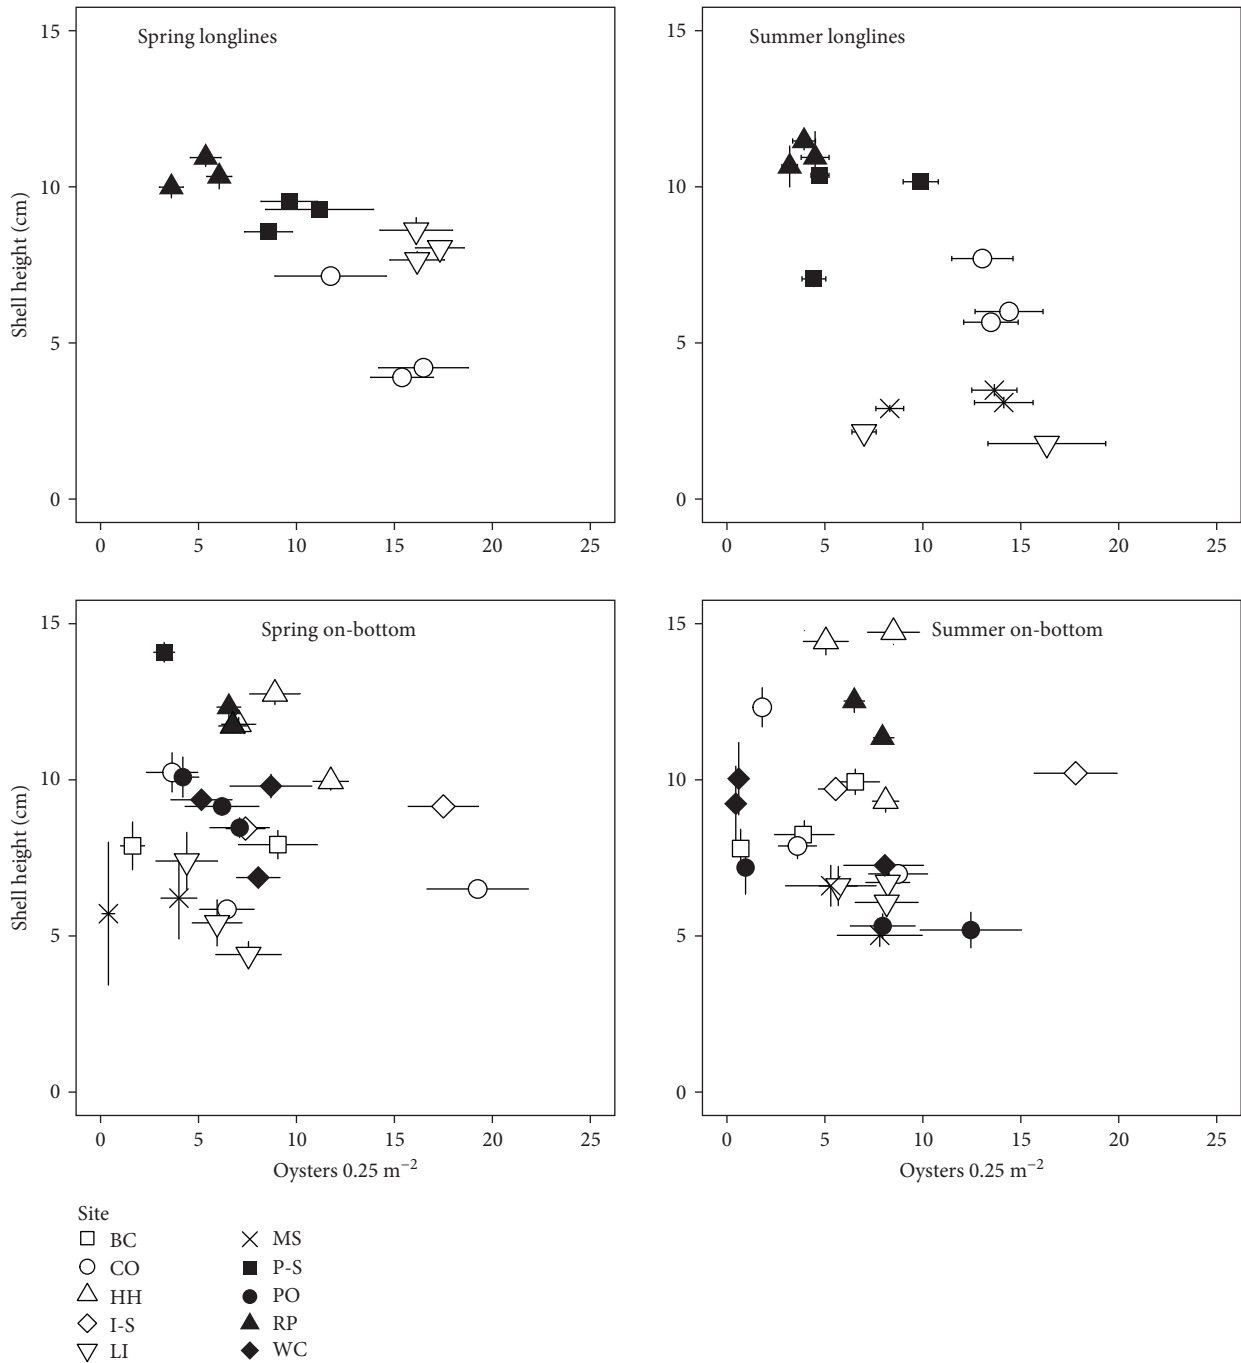 Spring longlines
15
10
5
0
Shell height (cm)
0 5 10 15 20 25
Summer longlines
15
10
5
0
0 5 10 15 20 25
Spring on-bottom
15
10
5
0
Shell height (cm)
0 5 10 15 20 25
Oysters 0.25 m⁻²
Summer on-bottom
15
10
5
0
0 5 10 15 20 25
Oysters 0.25 m⁻²
Site
BC
CO
HH
I-S
LI
MS
P-S
PO
RP
WC